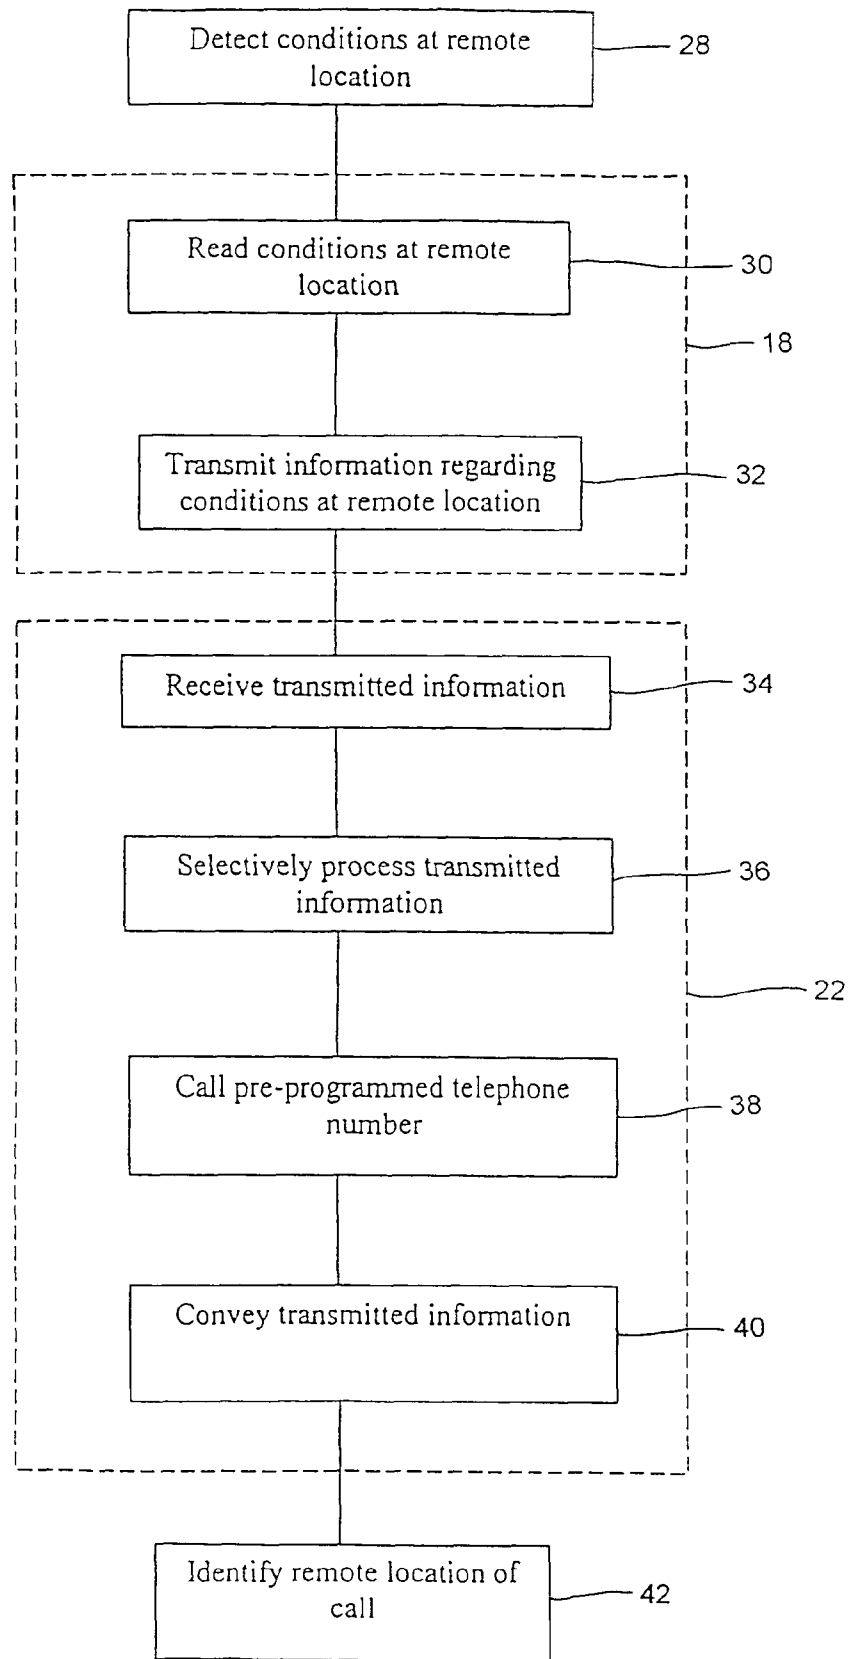 Detect conditions at remote
location
28
Read conditions at remote
location
30
18
Transmit information regarding
conditions at remote location
32
Receive transmitted information
34
Selectively process transmitted
information
36
22
Call pre-programmed telephone
number
38
Convey transmitted information
40
Identify remote location of
call
42